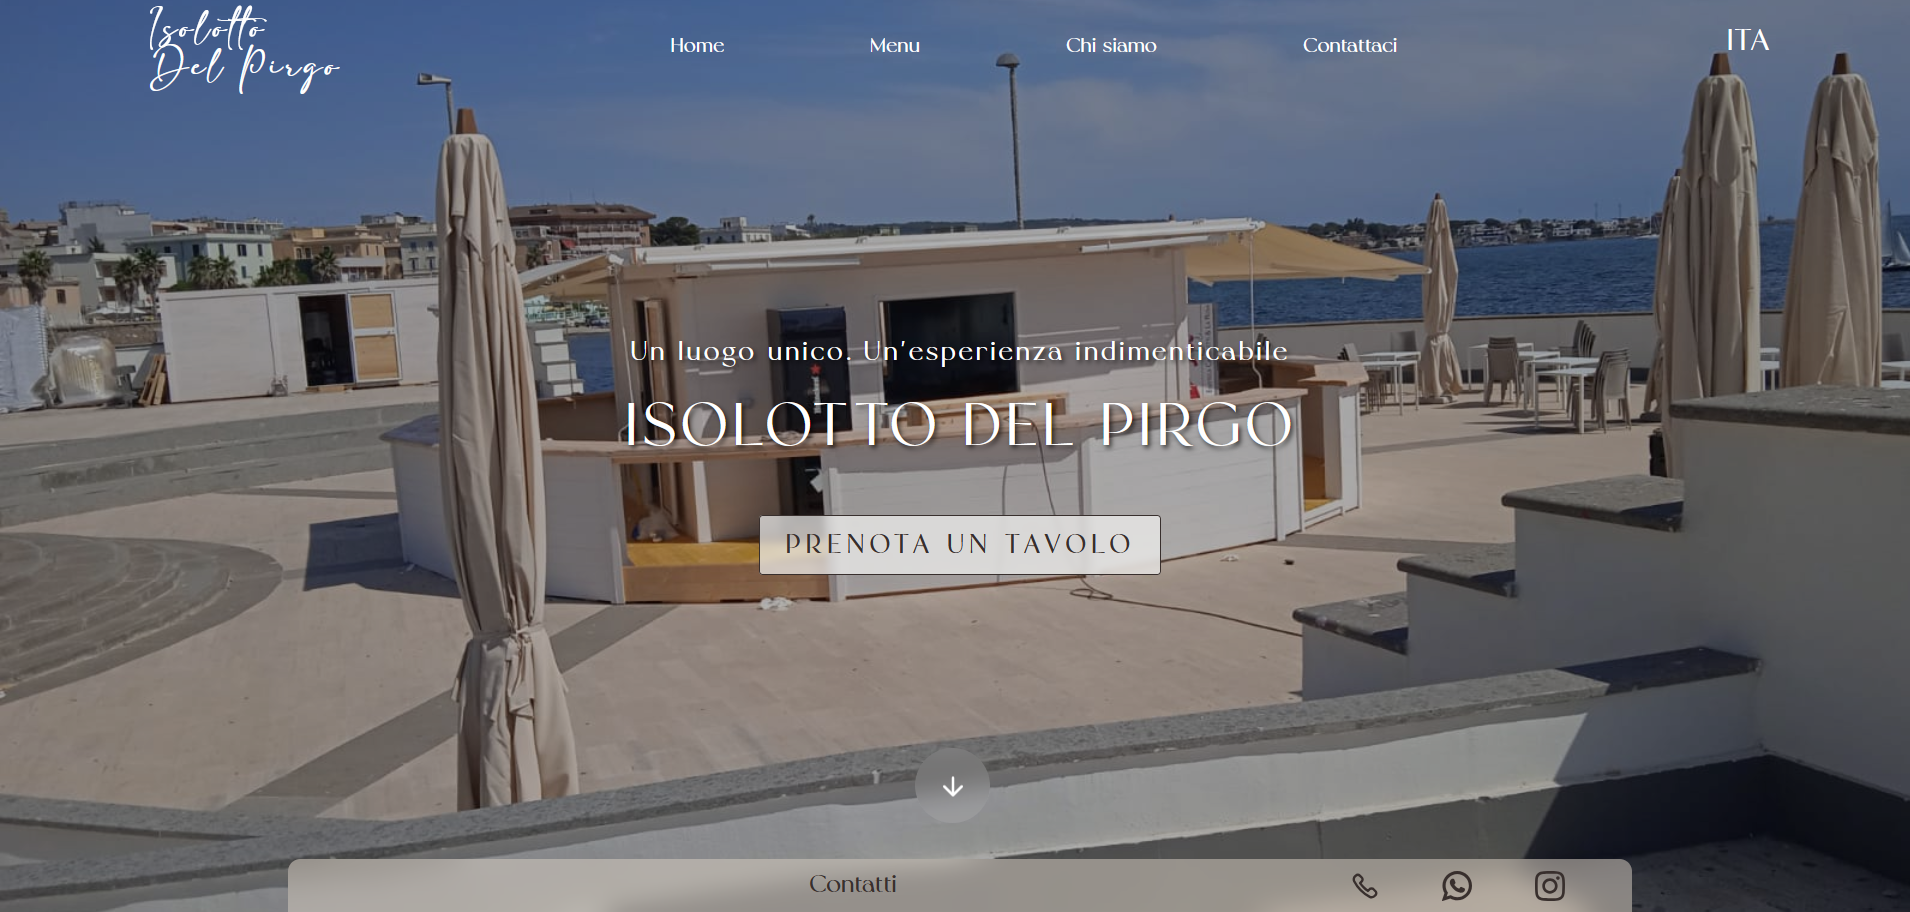 Isolotto
Del Pirgo
Home
Menu
Chi siamo
Contattaci
ITA
Un luogo unico. Un'esperienza indimenticabile
ISOLOTTO DEL PIRGO
PRENOTA UN TAVOLO
Contatti